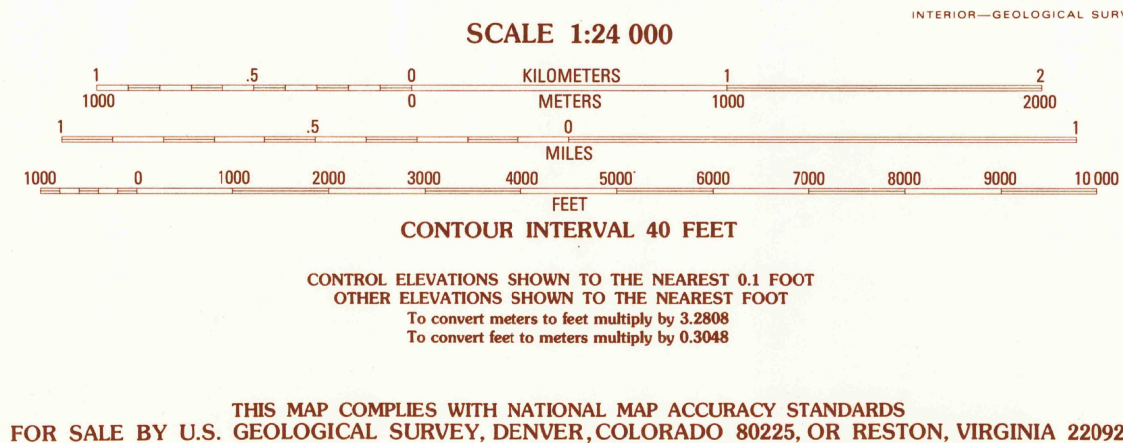 INTERIOR—GEOLOGICAL
SCALE 1:24 000
1 .5 0 KILOMETERS 1 2
1000 0 METERS 1000 2000
1 .5 0 1
MILES
1000 0 1000 2000 3000 4000 5000 6000 7000 8000 9000 10 000
FEET
CONTOUR INTERVAL 40 FEET
CONTROL ELEVATIONS SHOWN TO THE NEAREST 0.1 FOOT
OTHER ELEVATIONS SHOWN TO THE NEAREST FOOT
To convert meters to feet multiply by 3.2808
To convert feet to meters multiply by 0.3048
THIS MAP COMPLIES WITH NATIONAL MAP ACCURACY STANDARDS
FOR SALE BY U.S. GEOLOGICAL SURVEY, DENVER, COLORADO 80225, OR RESTON, VIRGINIA 22092